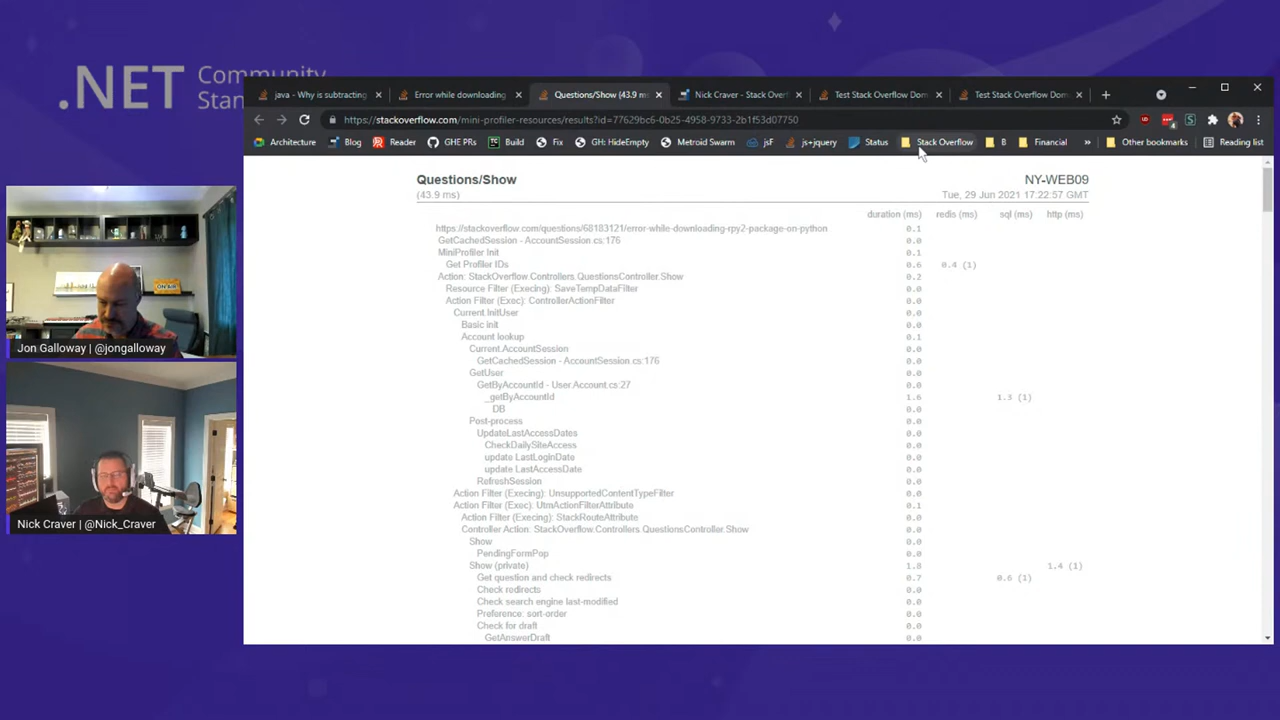 .NET Community
Stan
java - Why is subtracting
Error while downloading
Questions/Show (43.9 m
Nick Craver - Stack Overf
Test Stack Overflow Dom
Test Stack Overflow Dom
https://stackoverflow.com/mini-profiler-resources/results?id=77629bc6-0b25-4958-9733-2b1f53d07750
Architecture Blog Reader GHE PRs Build Fix GH: HideEmpty Metroid Swarm jsF js+jquery Status Stack Overflow B Financial » Other bookmarks Reading list
Questions/Show NY-WEB09
(43.9 ms) Tue, 29 Jun 2021 17:22:57 GMT
duration (ms) redis (ms) sql (ms) http (ms)
https://stackoverflow.com/questions/68183121/error-while-downloading-rpy2-package-on-python 0.1
GetCachedSession - AccountSession.cs:176 0.0
MiniProfiler Init 0.1
Get Profiler IDs 0.6 0.4 (1)
Action: StackOverflow.Controllers.QuestionsController.Show 0.2
Resource Filter (Execing): SaveTempDataFilter 0.0
Action Filter (Exec): ControllerActionFilter 0.0
Current.InitUser 0.0
Basic init 0.0
Account lookup 0.1
Current.AccountSession 0.0
GetCachedSession - AccountSession.cs:176 0.0
GetUser 0.0
GetByAccountId - User.Account.cs:27 0.0
_getByAccountId 1.6 1.3 (1)
DB 0.0
Post-process 0.0
UpdateLastAccessDates 0.0
CheckDailySiteAccess 0.0
update LastLoginDate 0.0
update LastAccessDate 0.0
RefreshSession 0.0
Action Filter (Execing): UnsupportedContentTypeFilter 0.0
Action Filter (Exec): UtmActionFilterAttribute 0.1
Action Filter (Execing): StackRouteAttribute 0.0
Controller Action: StackOverflow.Controllers.QuestionsController.Show 0.0
Show 0.0
PendingFormPop 0.0
Show (private) 1.8 1.4 (1)
Get question and check redirects 0.7 0.6 (1)
Check redirects 0.0
Check search engine last-modified 0.0
Preference: sort-order 0.0
Check for draft 0.0
GetAnswerDraft 0.0
Jon Galloway | @jongalloway
Nick Craver | @Nick_Craver